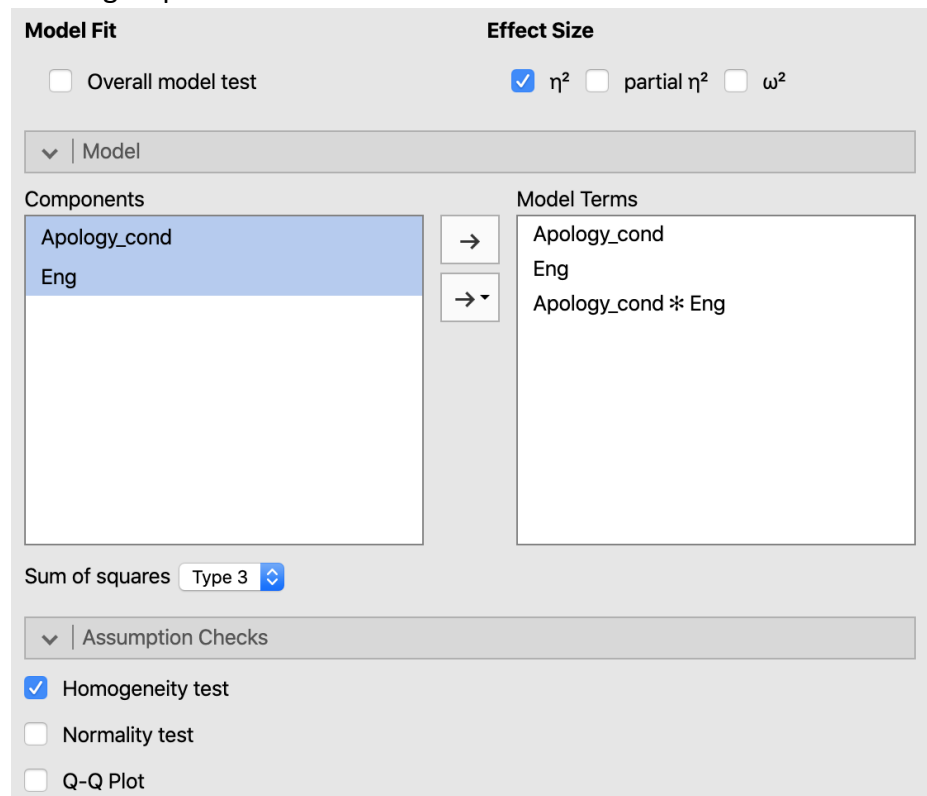 Model Fit
Effect Size
Overall model test
η² partial η² ω²
Model
Components
Model Terms
Apology_cond
Eng
Apology_cond
Eng
Apology_cond ✻ Eng
Sum of squares Type 3
Assumption Checks
Homogeneity test
Normality test
Q-Q Plot